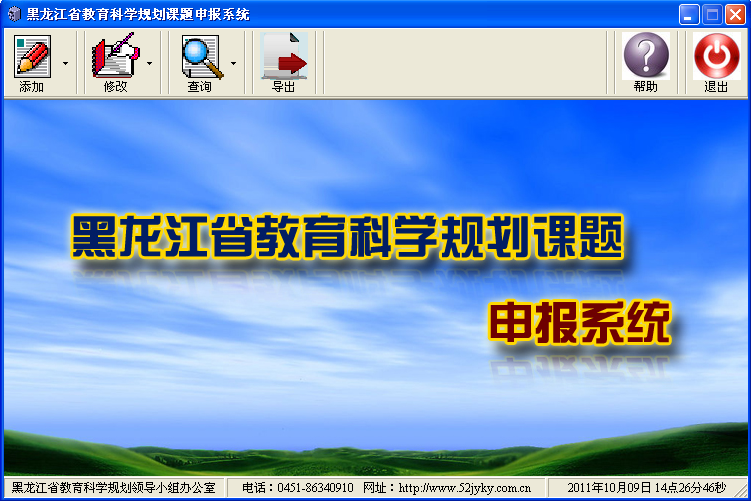 黑龙江省教育科学规划课题申报系统
添加 修改 查询 导出 帮助 退出
黑龙江省教育科学规划课题
申报系统
黑龙江省教育科学规划领导小组办公室 电话：0451-86340910 网址：http://www.52jyky.com.cn 2011年10月09日 14点26分46秒